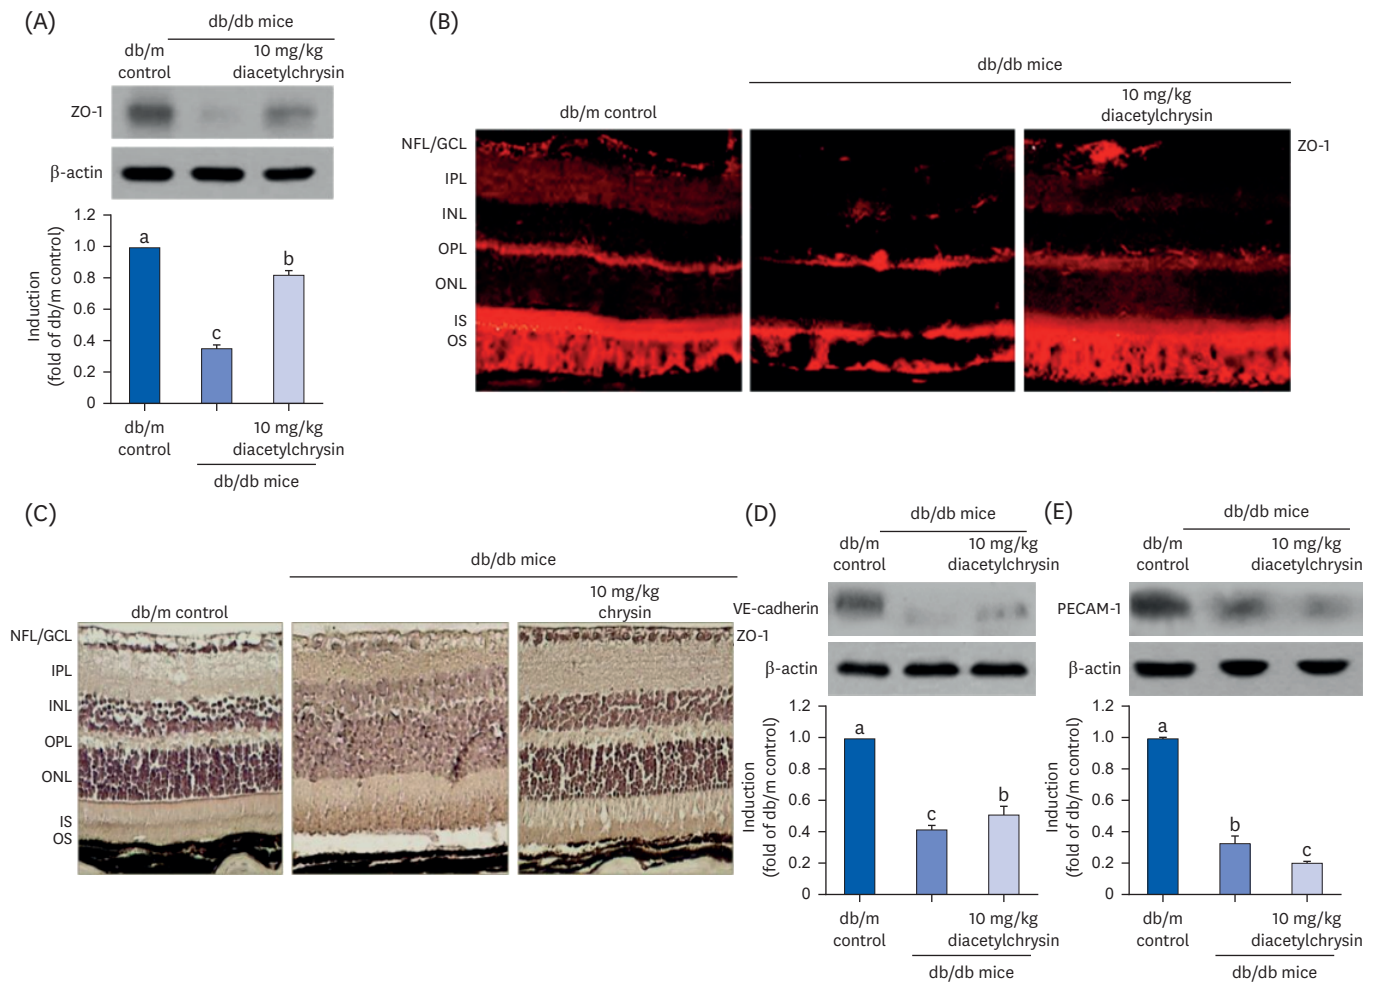 (A)
db/db mice
db/m
control
10 mg/kg
diacetylchrysin
ZO-1
β-actin
1.2
1.0
0.8
0.6
0.4
0.2
0
Induction
(fold of db/m control)
a
c
b
db/m
control
10 mg/kg
diacetylchrysin
db/db mice
(B)
db/db mice
db/m control
10 mg/kg
diacetylchrysin
NFL/GCL
IPL
INL
OPL
ONL
IS
OS
ZO-1
(C)
db/db mice
db/m control
10 mg/kg
chrysin
NFL/GCL
IPL
INL
OPL
ONL
IS
OS
ZO-1
(D)
db/db mice
db/m
control
10 mg/kg
diacetylchrysin
VE-cadherin
β-actin
1.2
1.0
0.8
0.6
0.4
0.2
0
Induction
(fold of db/m control)
a
c
b
db/m
control
10 mg/kg
diacetylchrysin
db/db mice
(E)
db/db mice
db/m
control
10 mg/kg
diacetylchrysin
PECAM-1
β-actin
1.2
1.0
0.8
0.6
0.4
0.2
0
Induction
(fold of db/m control)
a
b
c
db/m
control
10 mg/kg
diacetylchrysin
db/db mice